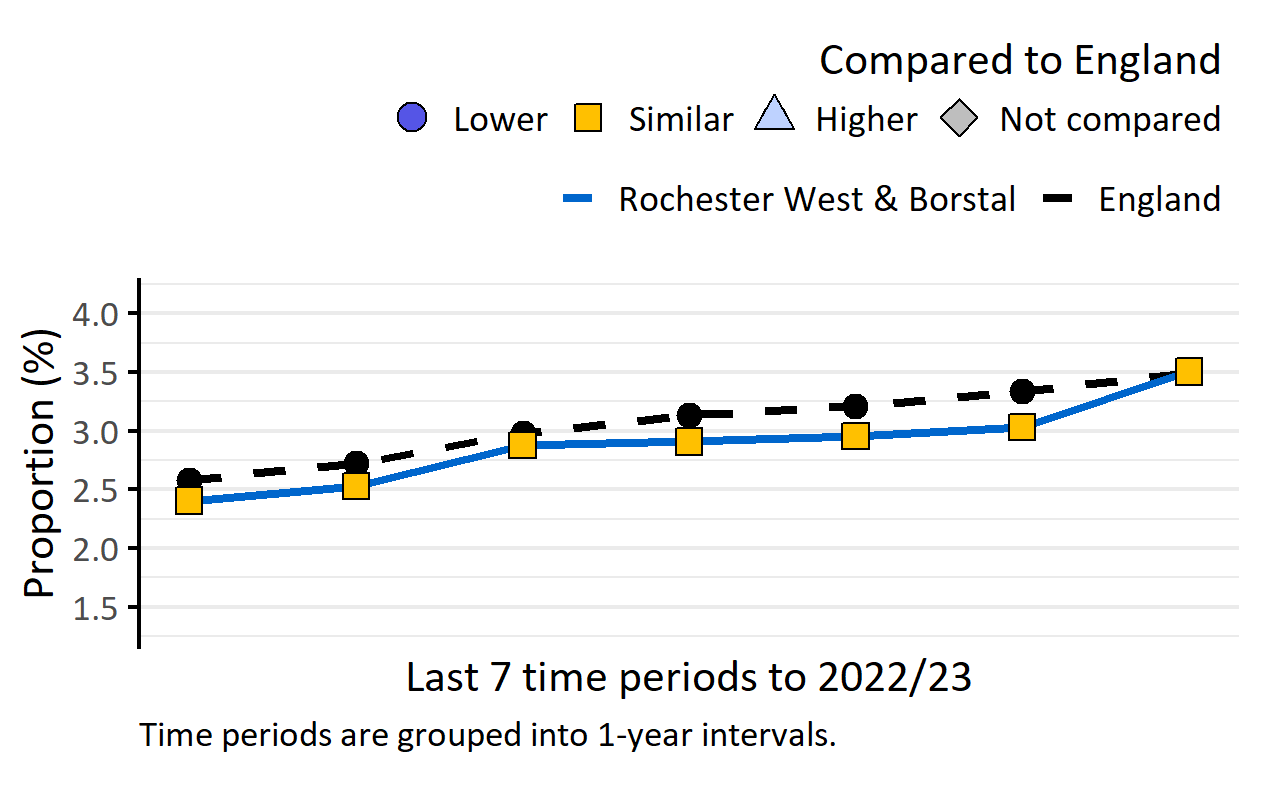 Compared to England
Lower Similar Higher Not compared
Rochester West & Borstal England
Proportion (%)
4.0
3.5
3.0
2.5
2.0
1.5
Last 7 time periods to 2022/23
Time periods are grouped into 1-year intervals.